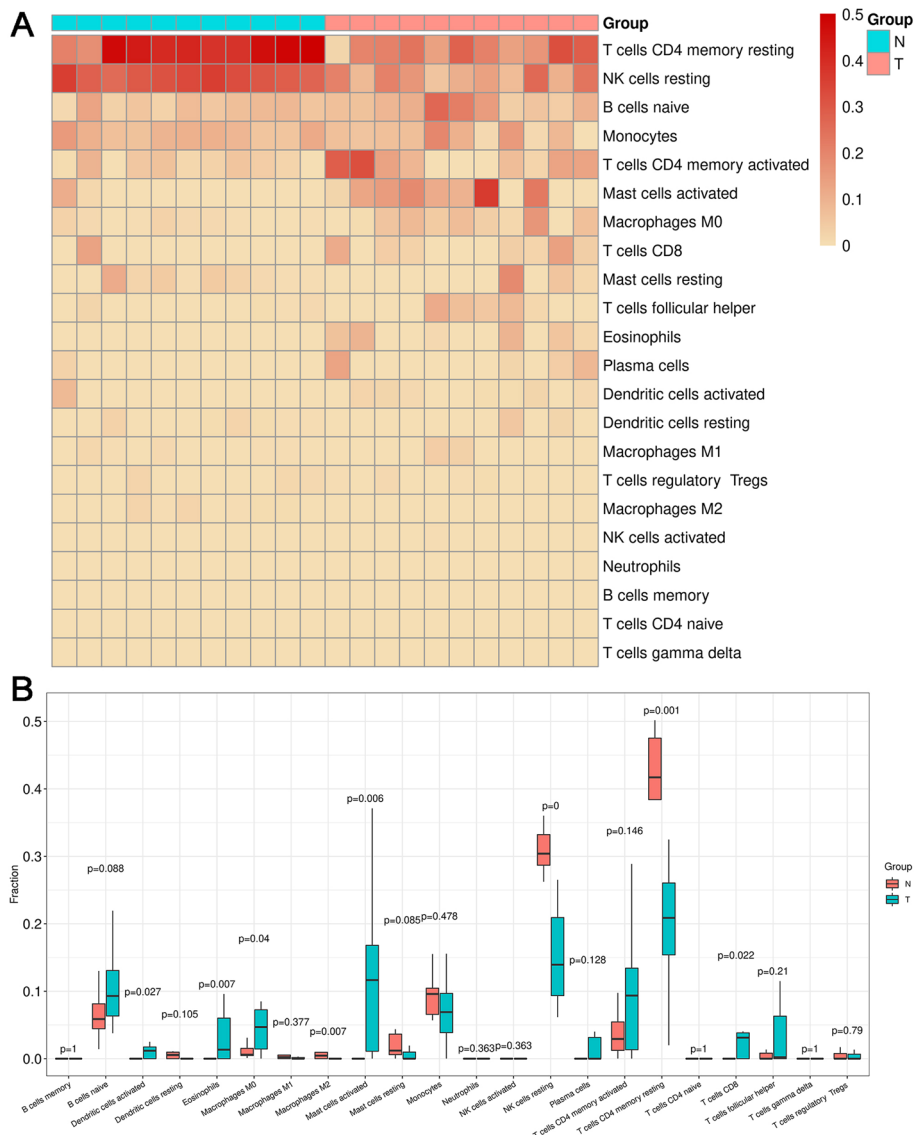 A
Group
T cells CD4 memory resting
NK cells resting
B cells naive
Monocytes
T cells CD4 memory activated
Mast cells activated
Macrophages M0
T cells CD8
Mast cells resting
T cells follicular helper
Eosinophils
Plasma cells
Dendritic cells activated
Dendritic cells resting
Macrophages M1
T cells regulatory Tregs
Macrophages M2
NK cells activated
Neutrophils
B cells memory
T cells CD4 naive
T cells gamma delta
0.5
0.4
0.3
0.2
0.1
0
Group
N
T
B
Fraction
0.5
0.4
0.3
0.2
0.1
0.0
p=1
p=0.088
p=0.027
p=0.105
p=0.007
p=0.04
p=0.377
p=0.007
p=0.006
p=0.085
p=0.478
p=0.363
p=0.363
p=0
p=0.128
p=0.146
p=0.001
p=1
p=0.022
p=0.21
p=1
p=0.79
B cells memory
B cells naive
Dendritic cells activated
Dendritic cells resting
Eosinophils
Macrophages M0
Macrophages M1
Macrophages M2
Mast cells activated
Mast cells resting
Monocytes
Neutrophils
NK cells activated
NK cells resting
Plasma cells
T cells CD4 memory activated
T cells CD4 memory resting
T cells CD4 naive
T cells CD8
T cells follicular helper
T cells gamma delta
T cells regulatory Tregs
Group
N
T